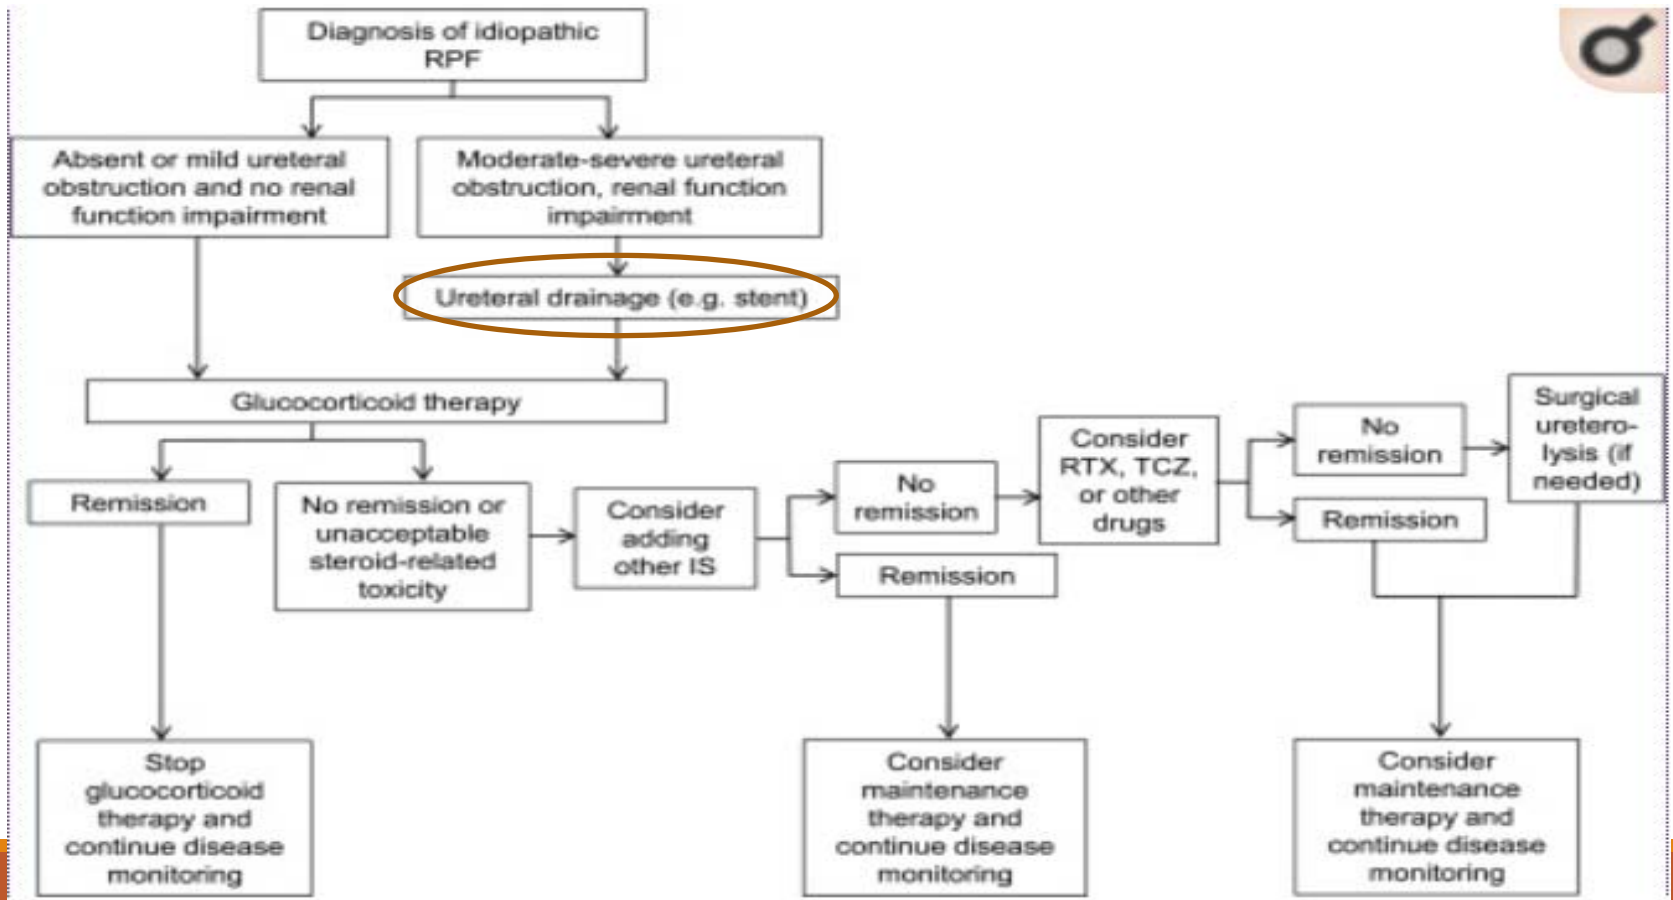 Diagnosis of idiopathic
RPF
Absent or mild ureteral
obstruction and no renal
function impairment
Moderate-severe ureteral
obstruction, renal function
impairment
Ureteral drainage (e.g. stent)
Glucocorticoid therapy
Remission
No remission or
unacceptable
steroid-related
toxicity
Consider
adding
other IS
No
remission
Remission
Consider
RTX, TCZ,
or other
drugs
No
remission
Remission
Surgical
uretero-
lysis (if
needed)
Stop
glucocorticoid
therapy and
continue disease
monitoring
Consider
maintenance
therapy and
continue disease
monitoring
Consider
maintenance
therapy and
continue disease
monitoring